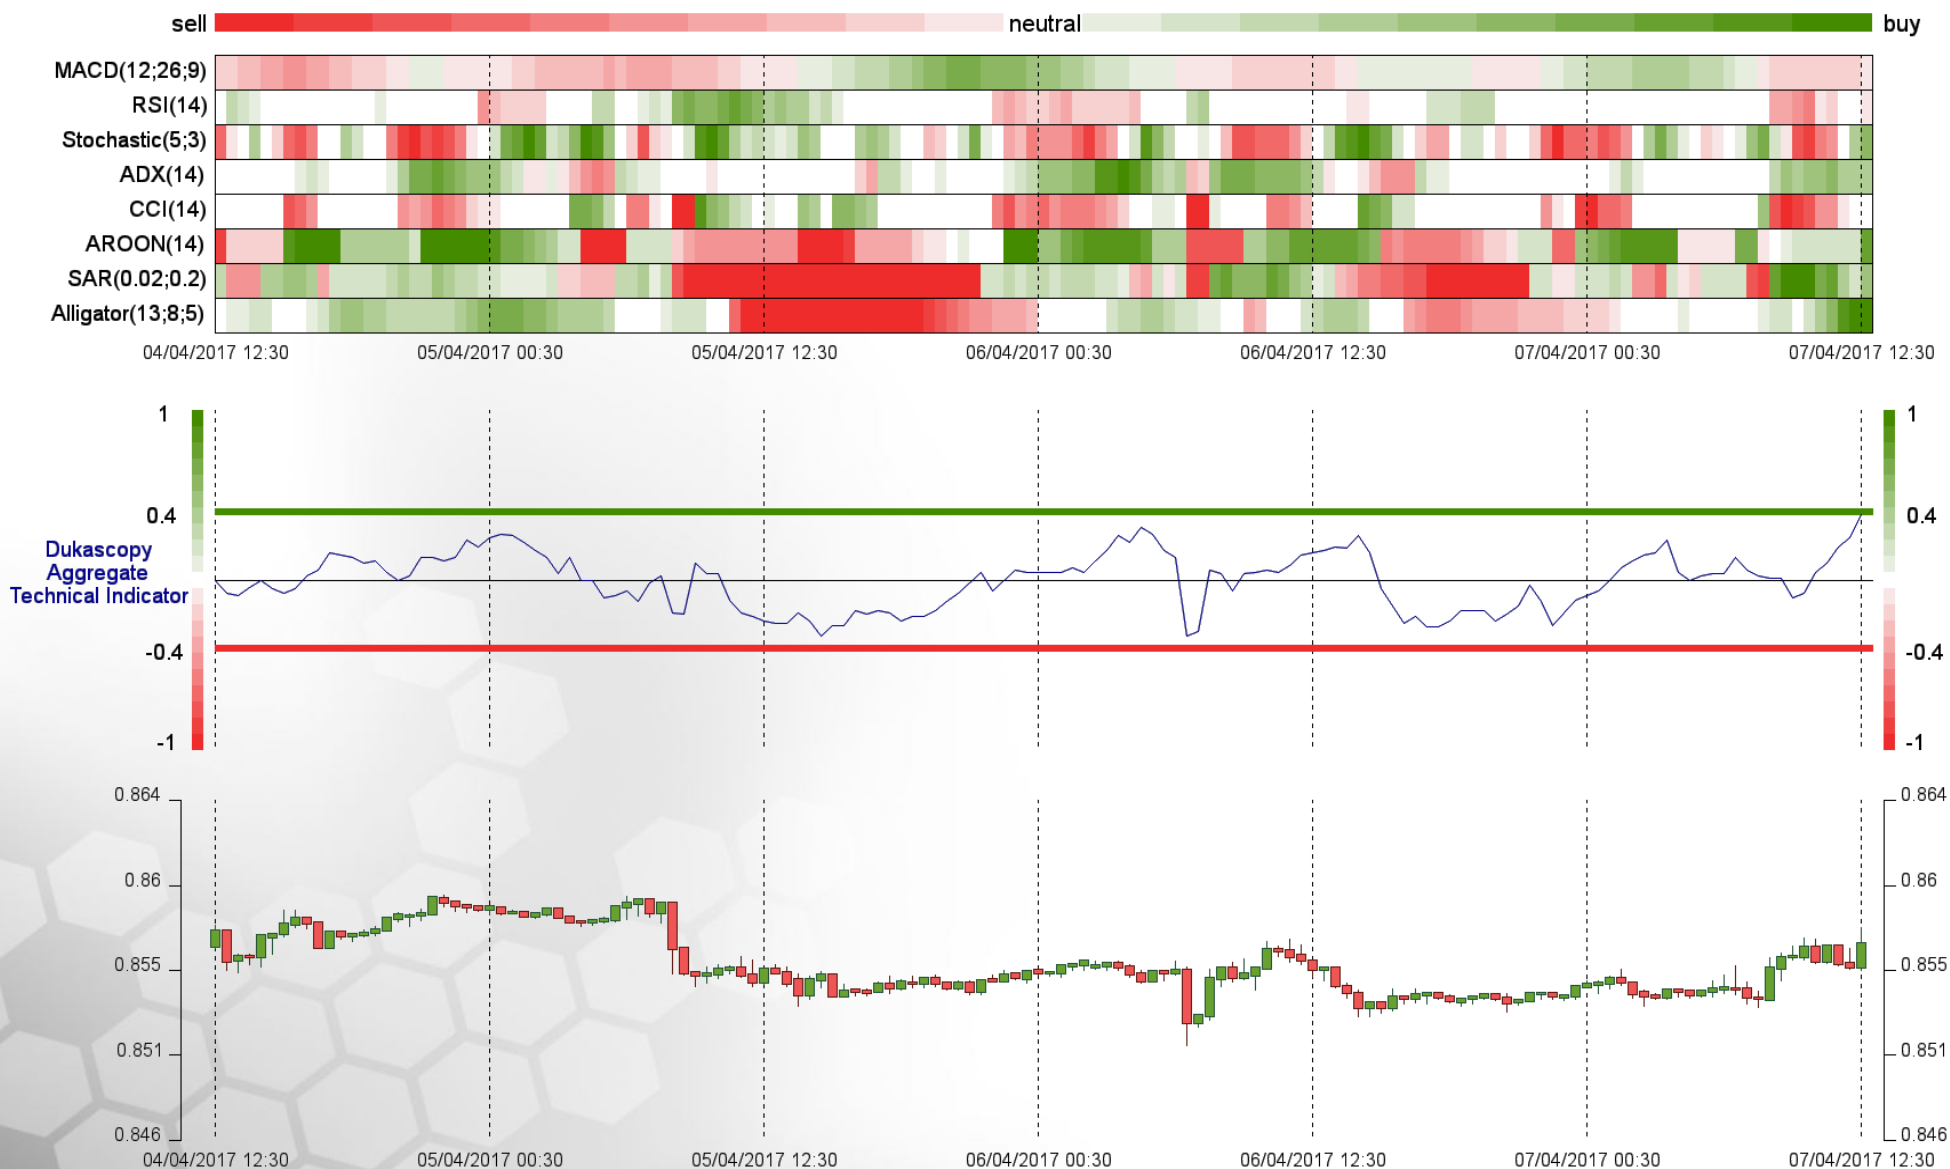 sell neutral buy
MACD(12;26;9)
RSI(14)
Stochastic(5;3)
ADX(14)
CCI(14)
AROON(14)
SAR(0.02;0.2)
Alligator(13;8;5)
04/04/2017 12:30 05/04/2017 00:30 05/04/2017 12:30 06/04/2017 00:30 06/04/2017 12:30 07/04/2017 00:30 07/04/2017 12:30
1 1
0.4 0.4
Dukascopy
Aggregate
Technical Indicator
-0.4 -0.4
-1 -1
0.864 0.864
0.86 0.86
0.855 0.855
0.851 0.851
0.846 0.846
04/04/2017 12:30 05/04/2017 00:30 05/04/2017 12:30 06/04/2017 00:30 06/04/2017 12:30 07/04/2017 00:30 07/04/2017 12:30